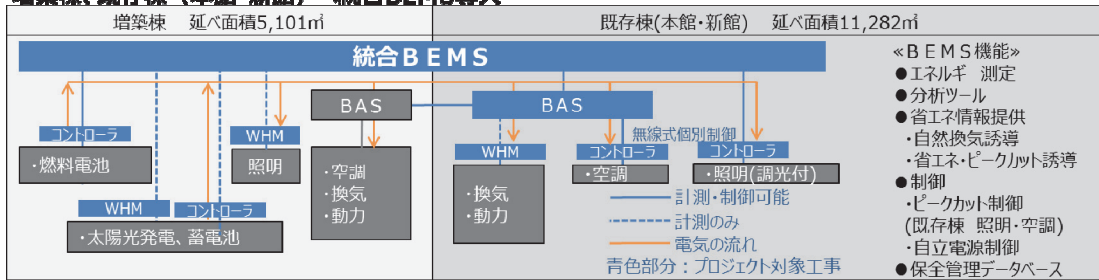 増築棟　延べ面積5,101㎡
既存棟(本館・新館)　延べ面積11,282㎡
統合BEMS
BAS
BAS
コントローラ
・燃料電池
WHM
照明
WHM
コントローラ
・太陽光発電、蓄電池
・空調
・換気
・動力
WHM
・換気
・動力
無線式個別制御
コントローラ
・空調
コントローラ
・照明(調光付)
計測・制御可能
計測のみ
電気の流れ
青色部分：プロジェクト対象工事
≪BEMS機能≫
●エネルギ　測定
●分析ツール
●省エネ情報提供
・自然換気誘導
・省エネ・ピークカット誘導
●制御
・ピークカット制御
(既存棟　照明・空調)
・自立電源制御
●保全管理データベース